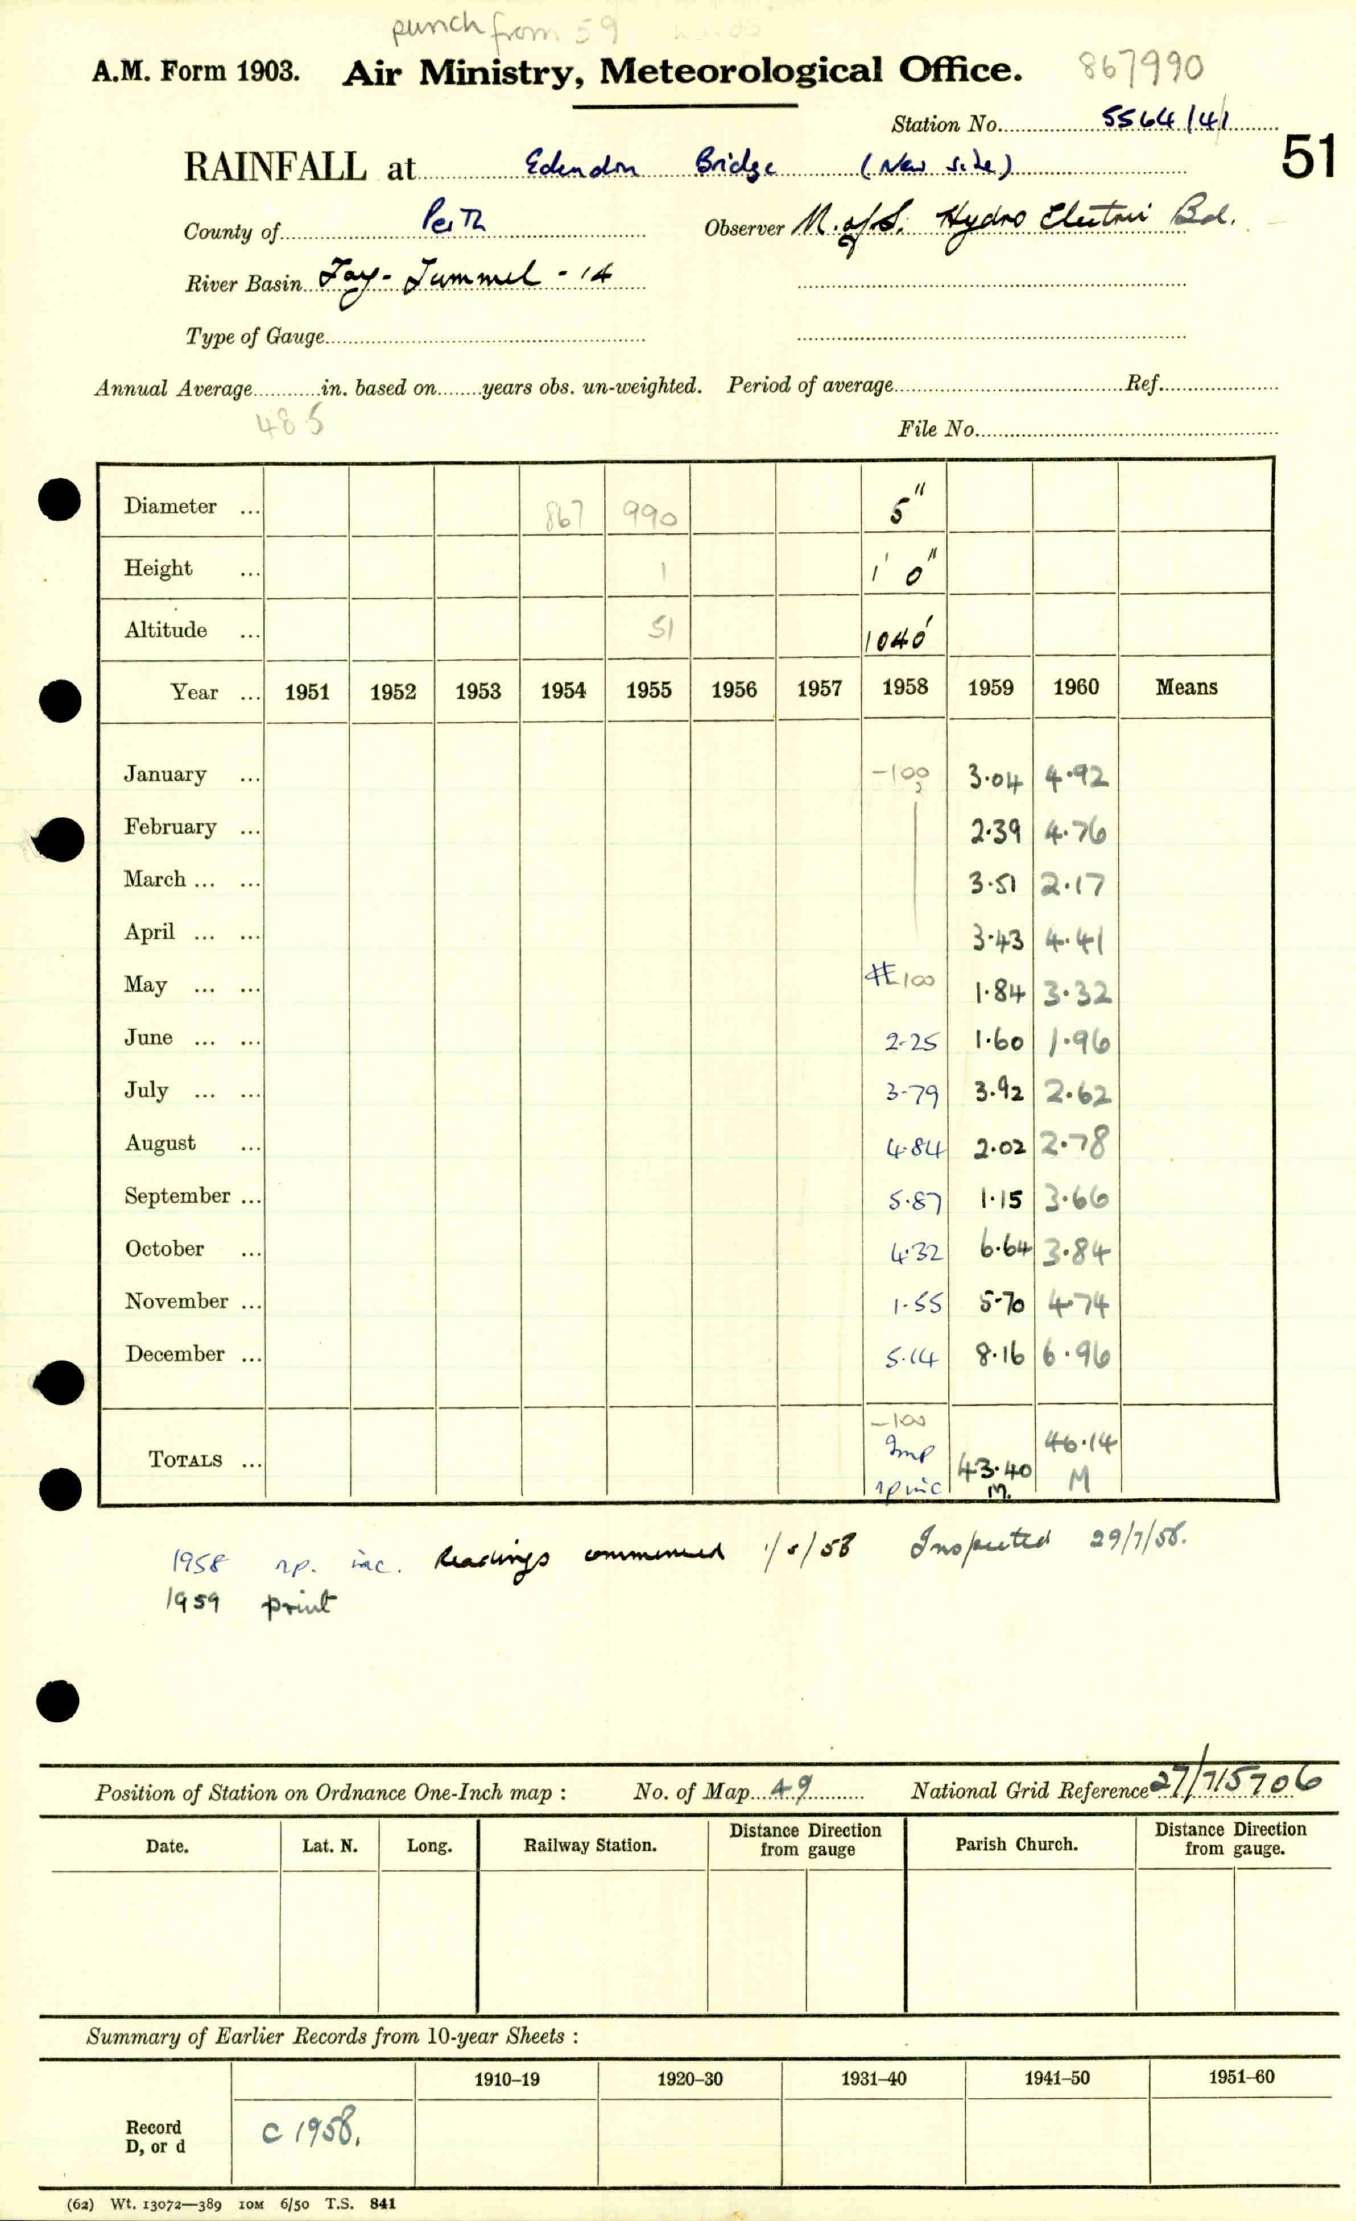 punch from 59
A.M. Form 1903. Air Ministry, Meteorological Office. 867990
Station No. 5564/4/1
RAINFALL at Edendon Bridge (New site) 51
County of Perth Observer N. of S. Hydro Electric Bd.
River Basin Tay-Tummel - 14
Type of Gauge
Annual Average in. based on years obs. un-weighted. Period of average Ref.
48.5
File No.
Diameter ... 867 990 5"
Height ... 1 1' 0"
Altitude ... 51 1040'
Year ... 1951 1952 1953 1954 1955 1956 1957 1958 1959 1960 Means
January ... -100 3.04 4.92
February ... 2.39 4.76
March ... ... 3.51 2.17
April ... ... 3.43 4.41
May ... ... -100 1.84 3.32
June ... ... 2.25 1.60 1.96
July ... ... 3.79 3.92 2.62
August ... 4.84 2.02 2.78
September ... 5.87 1.15 3.66
October ... 4.32 6.64 3.84
November ... 1.55 5.70 4.74
December ... 5.14 8.16 6.96
-100
TOTALS ... Imp 43.40 46.14
np inc M. M
1958 np. inc. Readings commenced 1/5/58 Inspected 29/7/58.
1959 print
Position of Station on Ordnance One-Inch map : No. of Map 49 National Grid Reference 27/715706
Date. Lat. N. Long. Railway Station. Distance from gauge Direction Parish Church. Distance from gauge. Direction
Summary of Earlier Records from 10-year Sheets :
1910–19 1920–30 1931–40 1941–50 1951–60
Record
D, or d C 1958.
(62) Wt. 13072—389 10M 6/50 T.S. 841